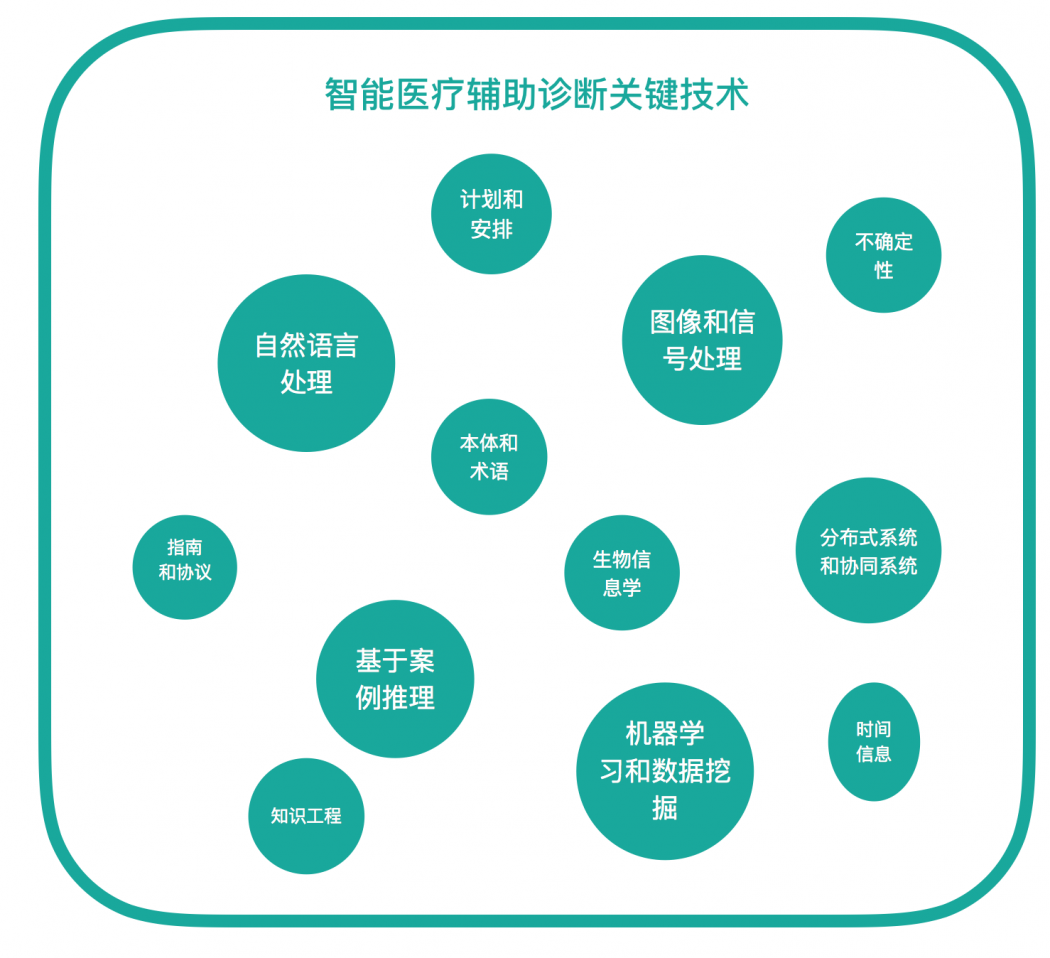 智能医疗辅助诊断关键技术
计划和
安排
不确定
性
自然语言
处理
图像和信
号处理
本体和
术语
指南
和协议
生物信
息学
分布式系统
和协同系统
基于案
例推理
机器学
习和数据挖
掘
时间
信息
知识工程